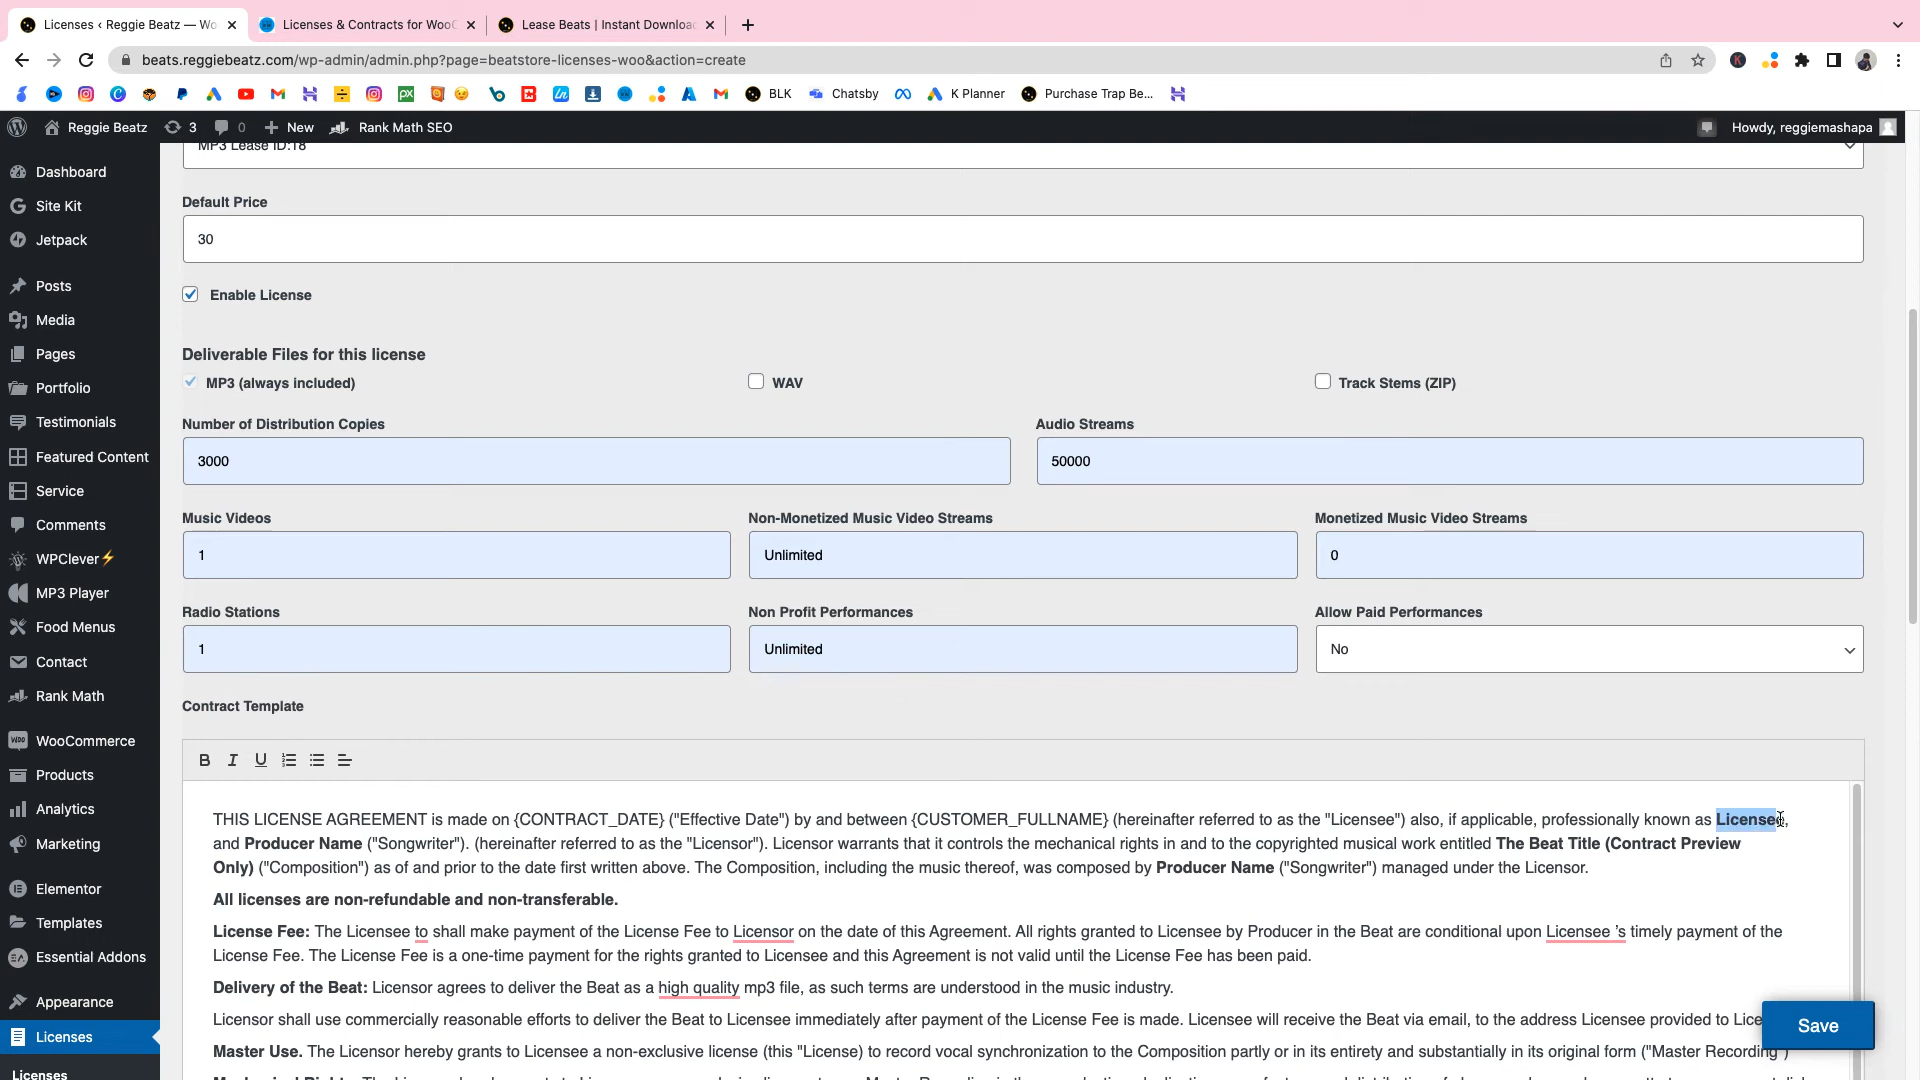 Licenses ‹ Reggie Beatz — Wo
Licenses & Contracts for WooC
Lease Beats | Instant Downloa
beats.reggiebeatz.com/wp-admin/admin.php?page=beatstore-licenses-woo&action=create
BLK
Chatsby
K Planner
Purchase Trap Be...
Reggie Beatz
3
0
New
Rank Math SEO
Howdy, reggiemashapa
Dashboard
Site Kit
Jetpack
Posts
Media
Pages
Portfolio
Testimonials
Featured Content
Service
Comments
WPClever⚡
MP3 Player
Food Menus
Contact
Rank Math
WooCommerce
Products
Analytics
Marketing
Elementor
Templates
Essential Addons
Appearance
Licenses
Licenses
MP3 Lease ID:18
Default Price
30
Enable License
Deliverable Files for this license
MP3 (always included)
WAV
Track Stems (ZIP)
Number of Distribution Copies
Audio Streams
3000
50000
Music Videos
Non-Monetized Music Video Streams
Monetized Music Video Streams
1
Unlimited
0
Radio Stations
Non Profit Performances
Allow Paid Performances
1
Unlimited
No
Contract Template
THIS LICENSE AGREEMENT is made on {CONTRACT_DATE} ("Effective Date") by and between {CUSTOMER_FULLNAME} (hereinafter referred to as the "Licensee") also, if applicable, professionally known as Licensee,
and Producer Name ("Songwriter"). (hereinafter referred to as the "Licensor"). Licensor warrants that it controls the mechanical rights in and to the copyrighted musical work entitled The Beat Title (Contract Preview
Only) ("Composition") as of and prior to the date first written above. The Composition, including the music thereof, was composed by Producer Name ("Songwriter") managed under the Licensor.
All licenses are non-refundable and non-transferable.
License Fee: The Licensee to shall make payment of the License Fee to Licensor on the date of this Agreement. All rights granted to Licensee by Producer in the Beat are conditional upon Licensee ’s timely payment of the
License Fee. The License Fee is a one-time payment for the rights granted to Licensee and this Agreement is not valid until the License Fee has been paid.
Delivery of the Beat: Licensor agrees to deliver the Beat as a high quality mp3 file, as such terms are understood in the music industry.
Licensor shall use commercially reasonable efforts to deliver the Beat to Licensee immediately after payment of the License Fee is made. Licensee will receive the Beat via email, to the address Licensee provided to Lice
Master Use. The Licensor hereby grants to Licensee a non-exclusive license (this "License) to record vocal synchronization to the Composition partly or in its entirety and substantially in its original form ("Master Recording")
Save